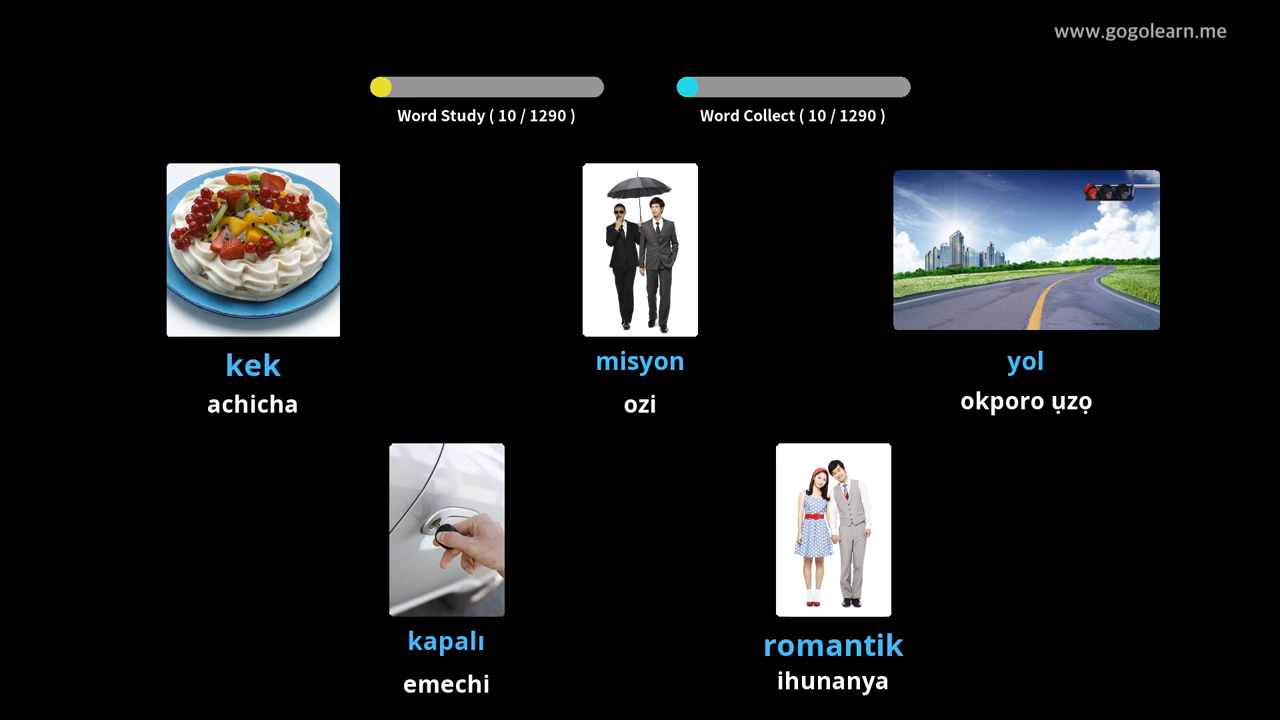 www.gogolearn.me
Word Study ( 10 / 1290 )
Word Collect ( 10 / 1290 )
kek
achicha
misyon
ozi
yol
okporo ụzọ
kapalı
emechi
romantik
ihunanya